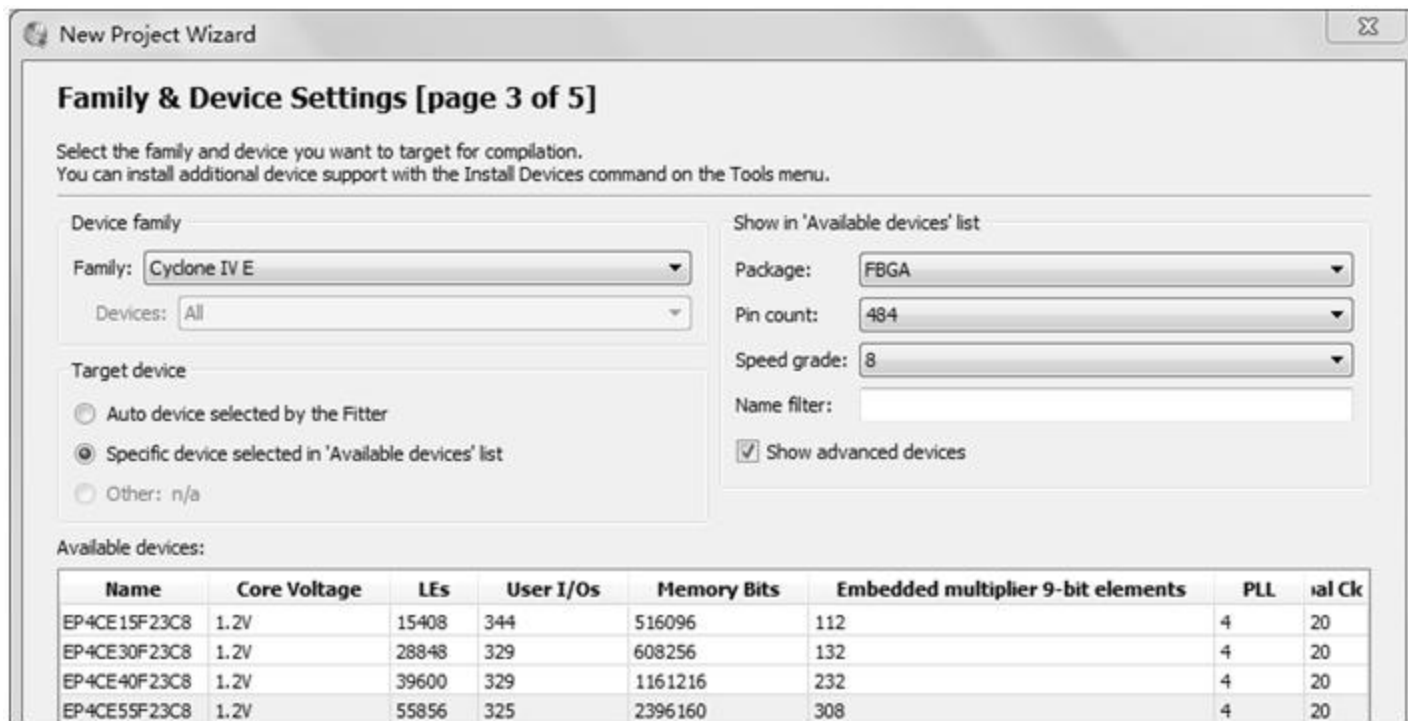 New Project Wizard
Family & Device Settings [page 3 of 5]
Select the family and device you want to target for compilation.
You can install additional device support with the Install Devices command on the Tools menu.
Device family
Family: Cyclone IV E
Devices: All
Target device
Auto device selected by the Fitter
Specific device selected in 'Available devices' list
Other: n/a
Show in 'Available devices' list
Package: FBGA
Pin count: 484
Speed grade: 8
Name filter:
Show advanced devices
Available devices:
Name Core Voltage LEs User I/Os Memory Bits Embedded multiplier 9-bit elements PLL
EP4CE15F23C8 1.2V 15408 344 516096 112 4 20
EP4CE30F23C8 1.2V 28848 329 608256 132 4 20
EP4CE40F23C8 1.2V 39600 329 1161216 232 4 20
EP4CE55F23C8 1.2V 55856 325 2396160 308 4 20